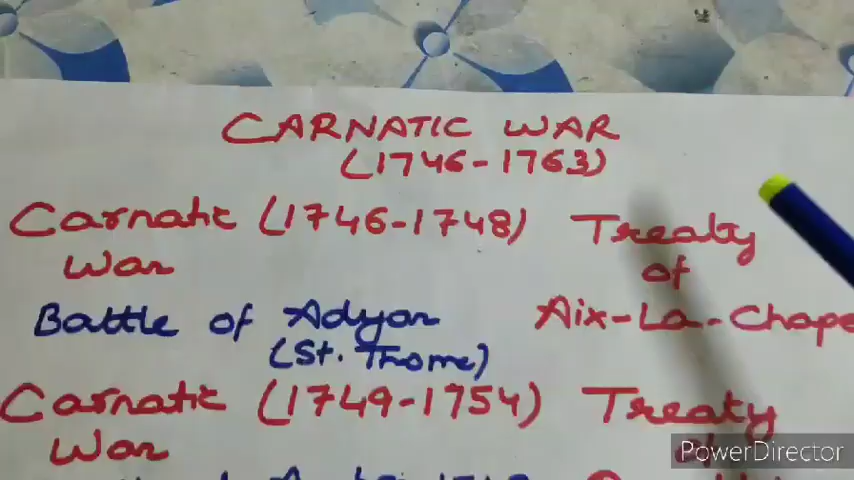 CARNATIC WAR
(1746-1763)
Carnatic (1746-1748) Treaty
War of
Battle of Adyar Aix-La-Chape
(St. Thome)
Carnatic (1749-1754) Treaty
War of
PowerDirector